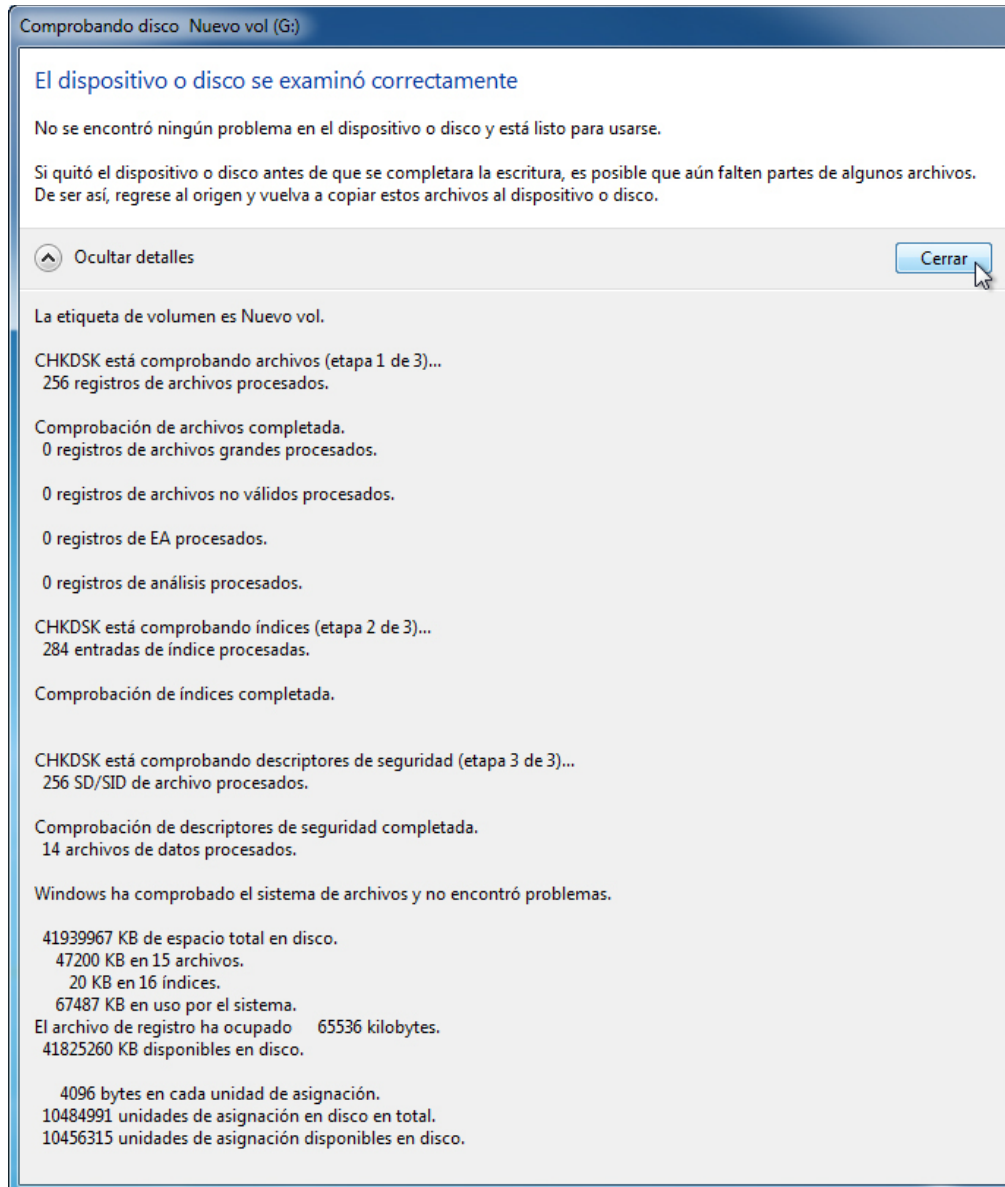 Comprobando disco  Nuevo vol (G:)
El dispositivo o disco se examinó correctamente
No se encontró ningún problema en el dispositivo o disco y está listo para usarse.
Si quitó el dispositivo o disco antes de que se completara la escritura, es posible que aún falten partes de algunos archivos.
De ser así, regrese al origen y vuelva a copiar estos archivos al dispositivo o disco.
Ocultar detalles
Cerrar
La etiqueta de volumen es Nuevo vol.
CHKDSK está comprobando archivos (etapa 1 de 3)...
256 registros de archivos procesados.
Comprobación de archivos completada.
0 registros de archivos grandes procesados.
0 registros de archivos no válidos procesados.
0 registros de EA procesados.
0 registros de análisis procesados.
CHKDSK está comprobando índices (etapa 2 de 3)...
284 entradas de índice procesadas.
Comprobación de índices completada.
CHKDSK está comprobando descriptores de seguridad (etapa 3 de 3)...
256 SD/SID de archivo procesados.
Comprobación de descriptores de seguridad completada.
14 archivos de datos procesados.
Windows ha comprobado el sistema de archivos y no encontró problemas.
41939967 KB de espacio total en disco.
47200 KB en 15 archivos.
20 KB en 16 índices.
67487 KB en uso por el sistema.
El archivo de registro ha ocupado     65536 kilobytes.
41825260 KB disponibles en disco.
4096 bytes en cada unidad de asignación.
10484991 unidades de asignación en disco en total.
10456315 unidades de asignación disponibles en disco.